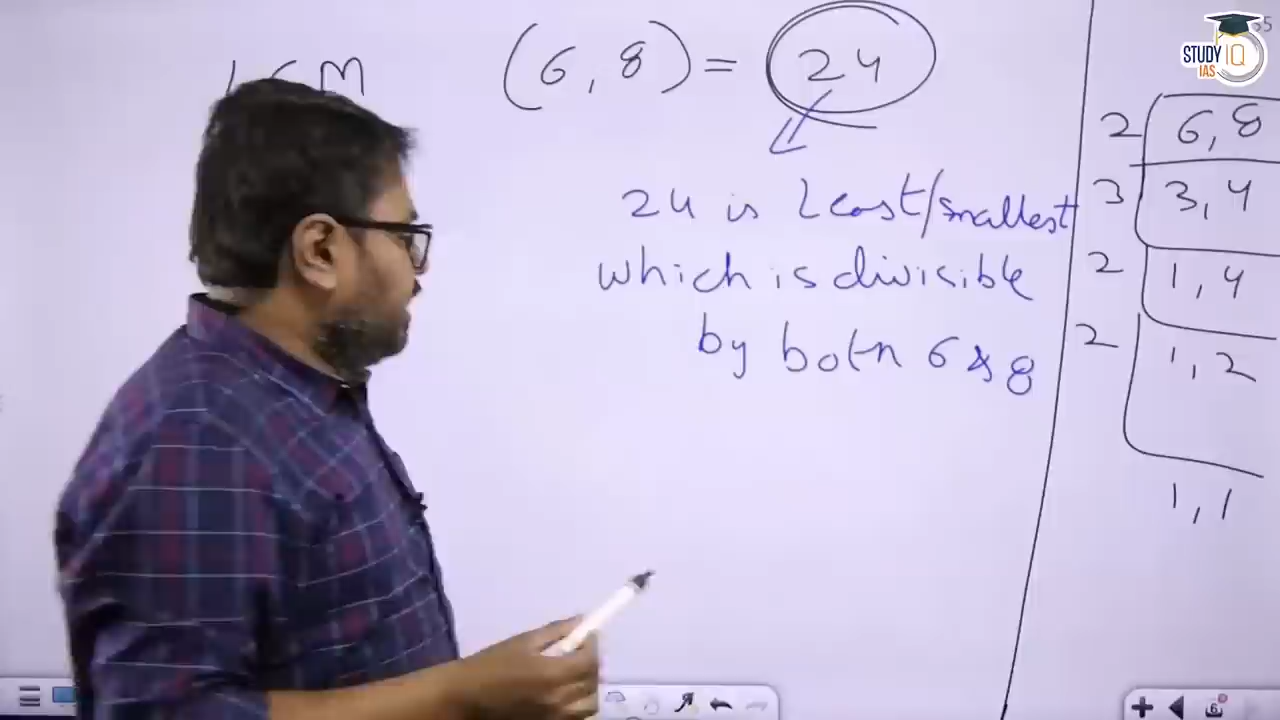 LCM (6, 8) = 24
24 is Least/smallest
which is divisible
by both 6 & 8
2 6, 8
3 3, 4
2 1, 4
2 1, 2
1, 1
STUDY IQ
IAS